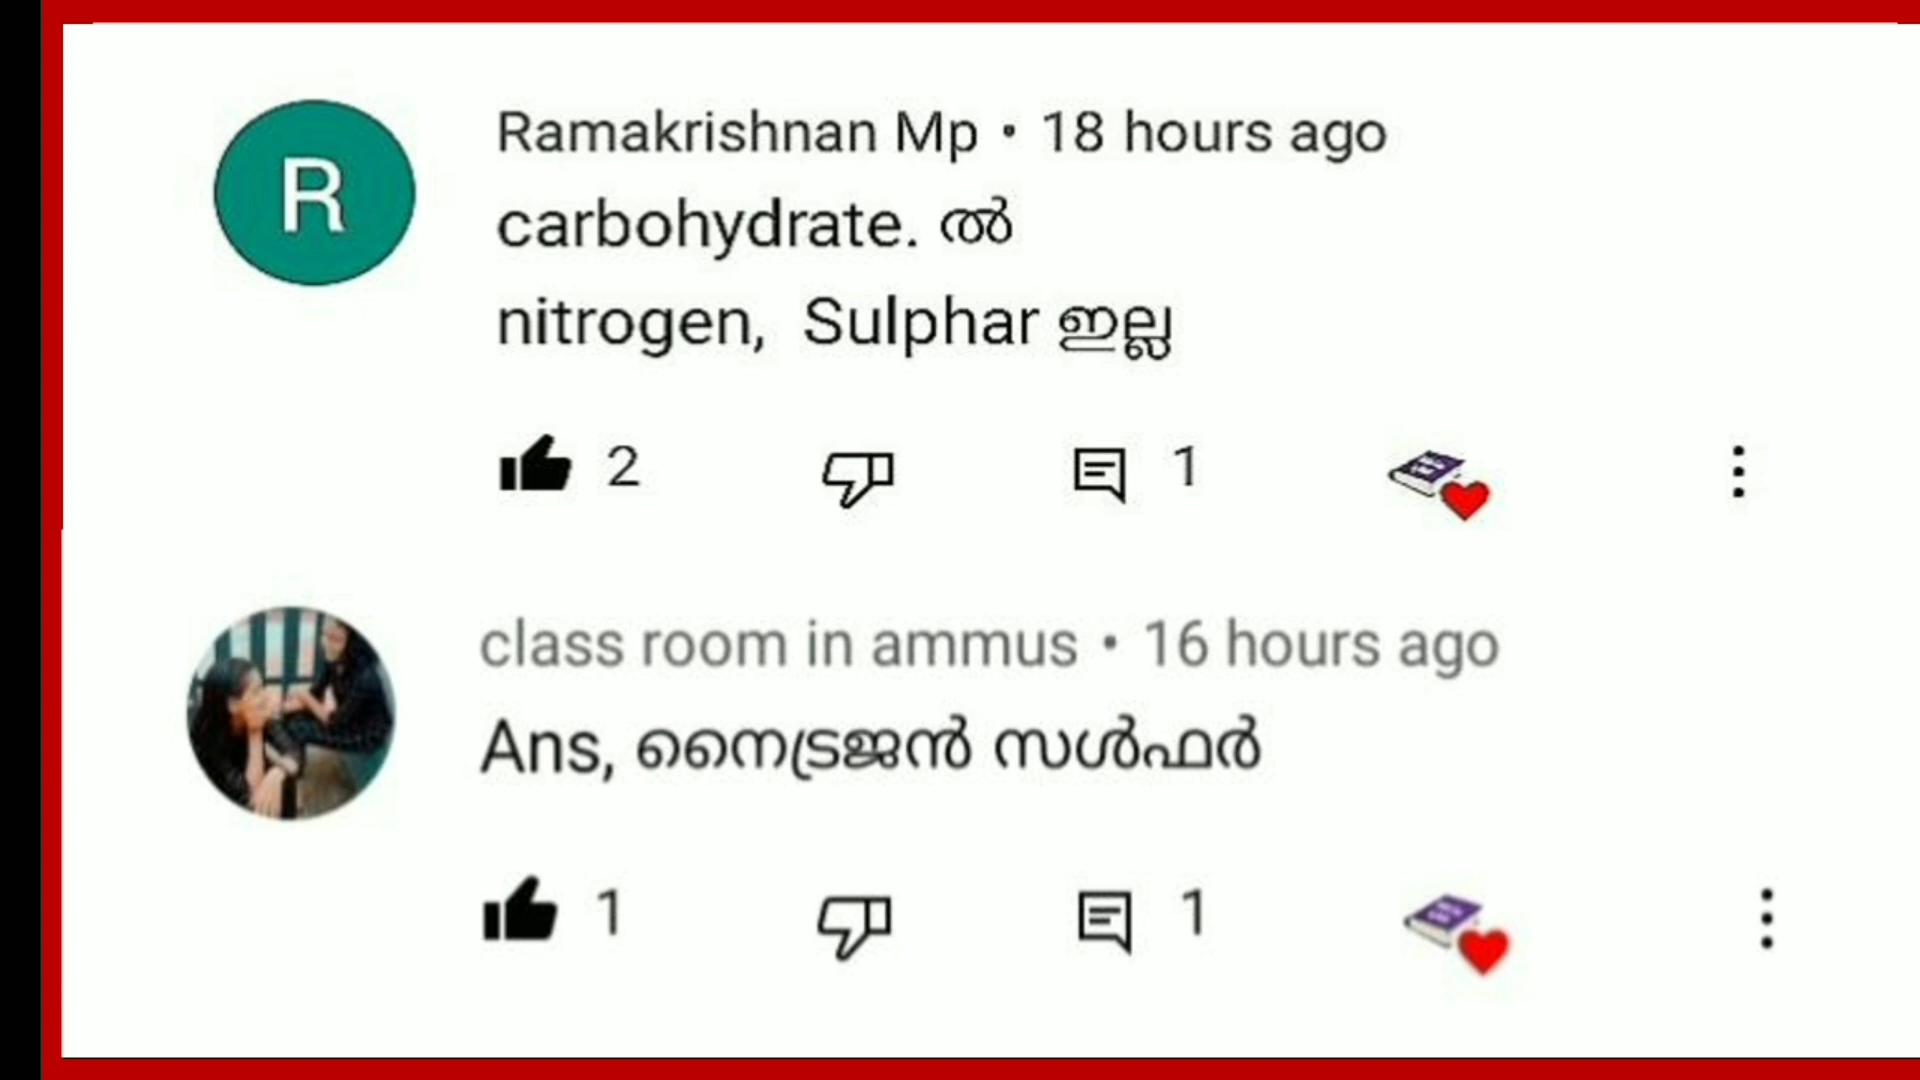 R
Ramakrishnan Mp • 18 hours ago
carbohydrate. ൽ
nitrogen, Sulphar ഇല്ല
2 1
class room in ammus • 16 hours ago
Ans, നൈട്രജൻ സൾഫർ
1 1